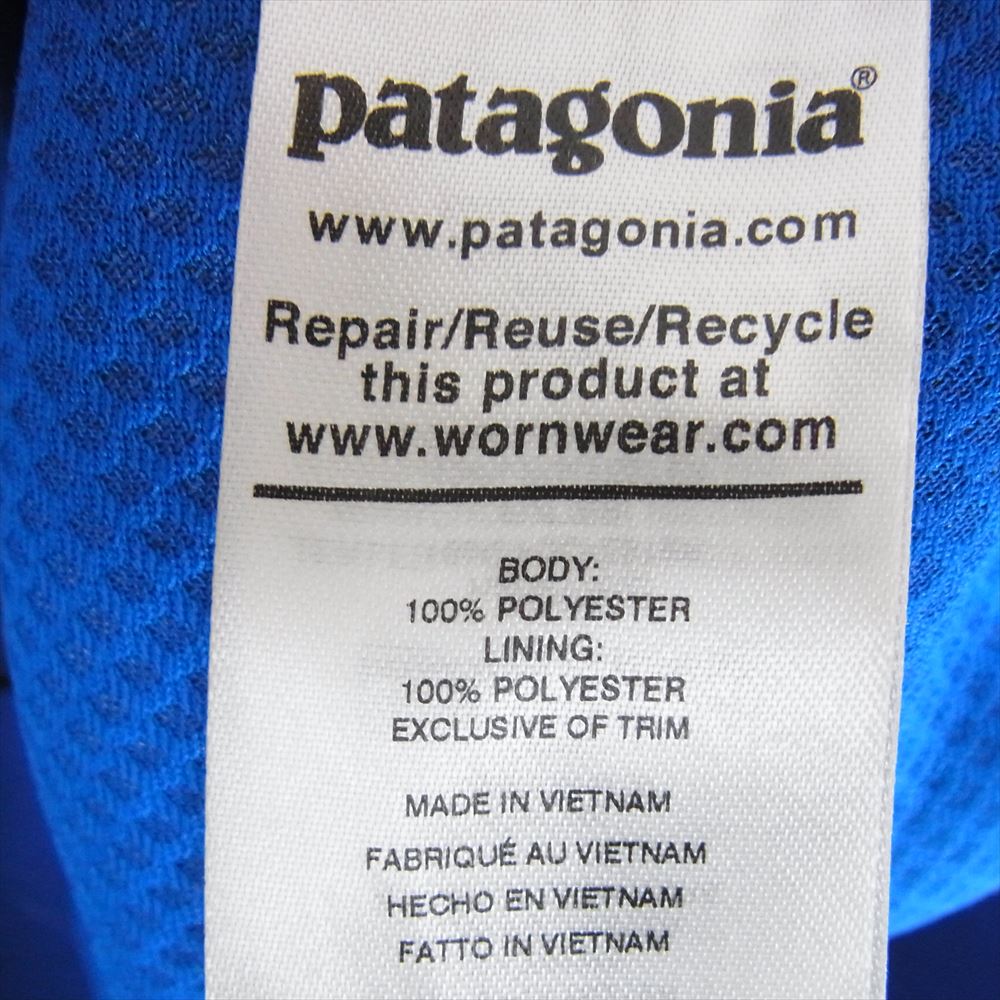 patagonia®
www.patagonia.com
Repair/Reuse/Recycle
this product at
www.wornwear.com
BODY:
100% POLYESTER
LINING:
100% POLYESTER
EXCLUSIVE OF TRIM
MADE IN VIETNAM
FABRIQUÉ AU VIETNAM
HECHO EN VIETNAM
FATTO IN VIETNAM